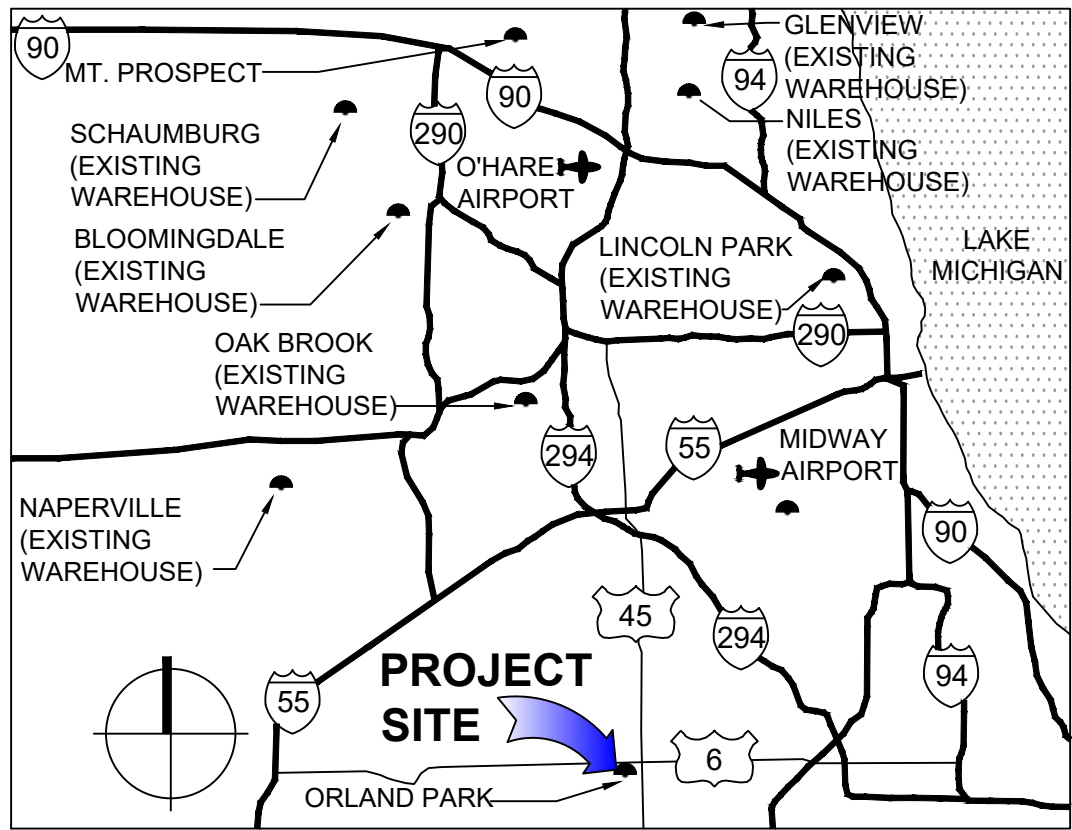 90
MT. PROSPECT
90
GLENVIEW
(EXISTING
WAREHOUSE)
94
NILES
(EXISTING
WAREHOUSE)
SCHAUMBURG
(EXISTING
WAREHOUSE)
290
O'HARE
AIRPORT
BLOOMINGDALE
(EXISTING
WAREHOUSE)
LINCOLN PARK
(EXISTING
WAREHOUSE)
LAKE
MICHIGAN
290
OAK BROOK
(EXISTING
WAREHOUSE)
294
55
MIDWAY
AIRPORT
NAPERVILLE
(EXISTING
WAREHOUSE)
90
45
294
94
55
PROJECT
SITE
6
ORLAND PARK